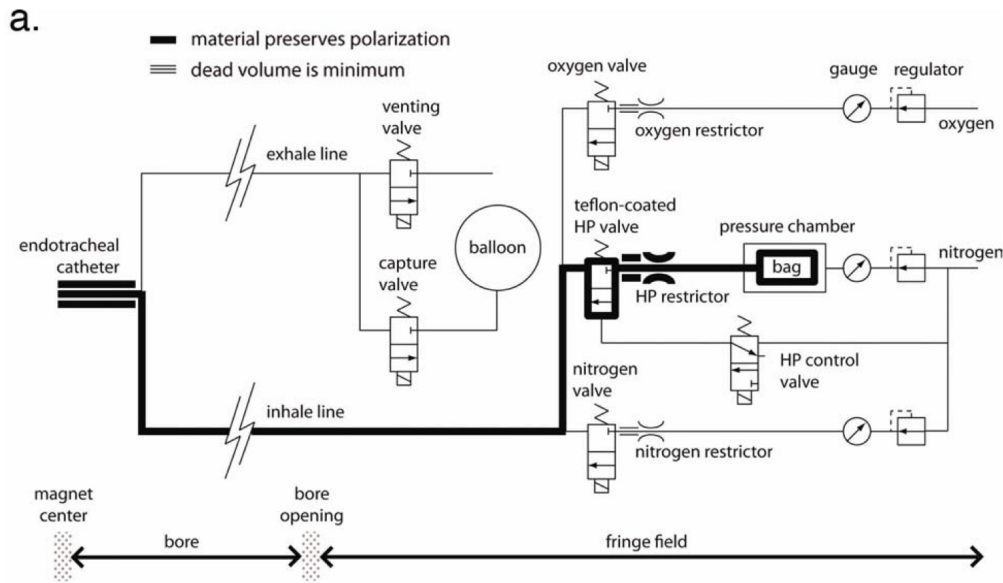 a.
material preserves polarization
dead volume is minimum
oxygen valve
gauge
regulator
venting
valve
oxygen restrictor
oxygen
exhale line
teflon-coated
HP valve
pressure chamber
endotracheal
catheter
balloon
nitrogen
bag
capture
valve
HP restrictor
HP control
valve
nitrogen
valve
inhale line
nitrogen restrictor
magnet
center
bore
opening
bore
fringe field